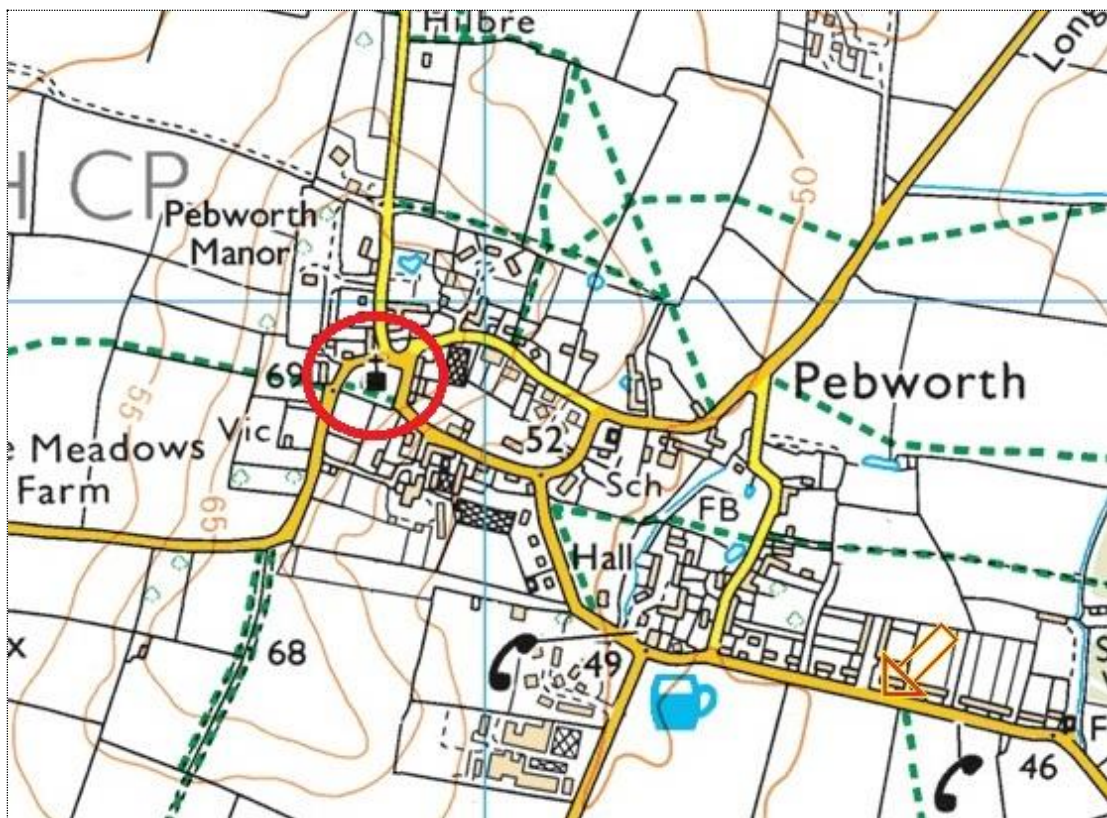 Hilbre
Long
CP
50
Pebworth
Manor
Pebworth
69
55
Vic
52
Meadows
Farm
Sch
65
FB
Hall
68
49
46